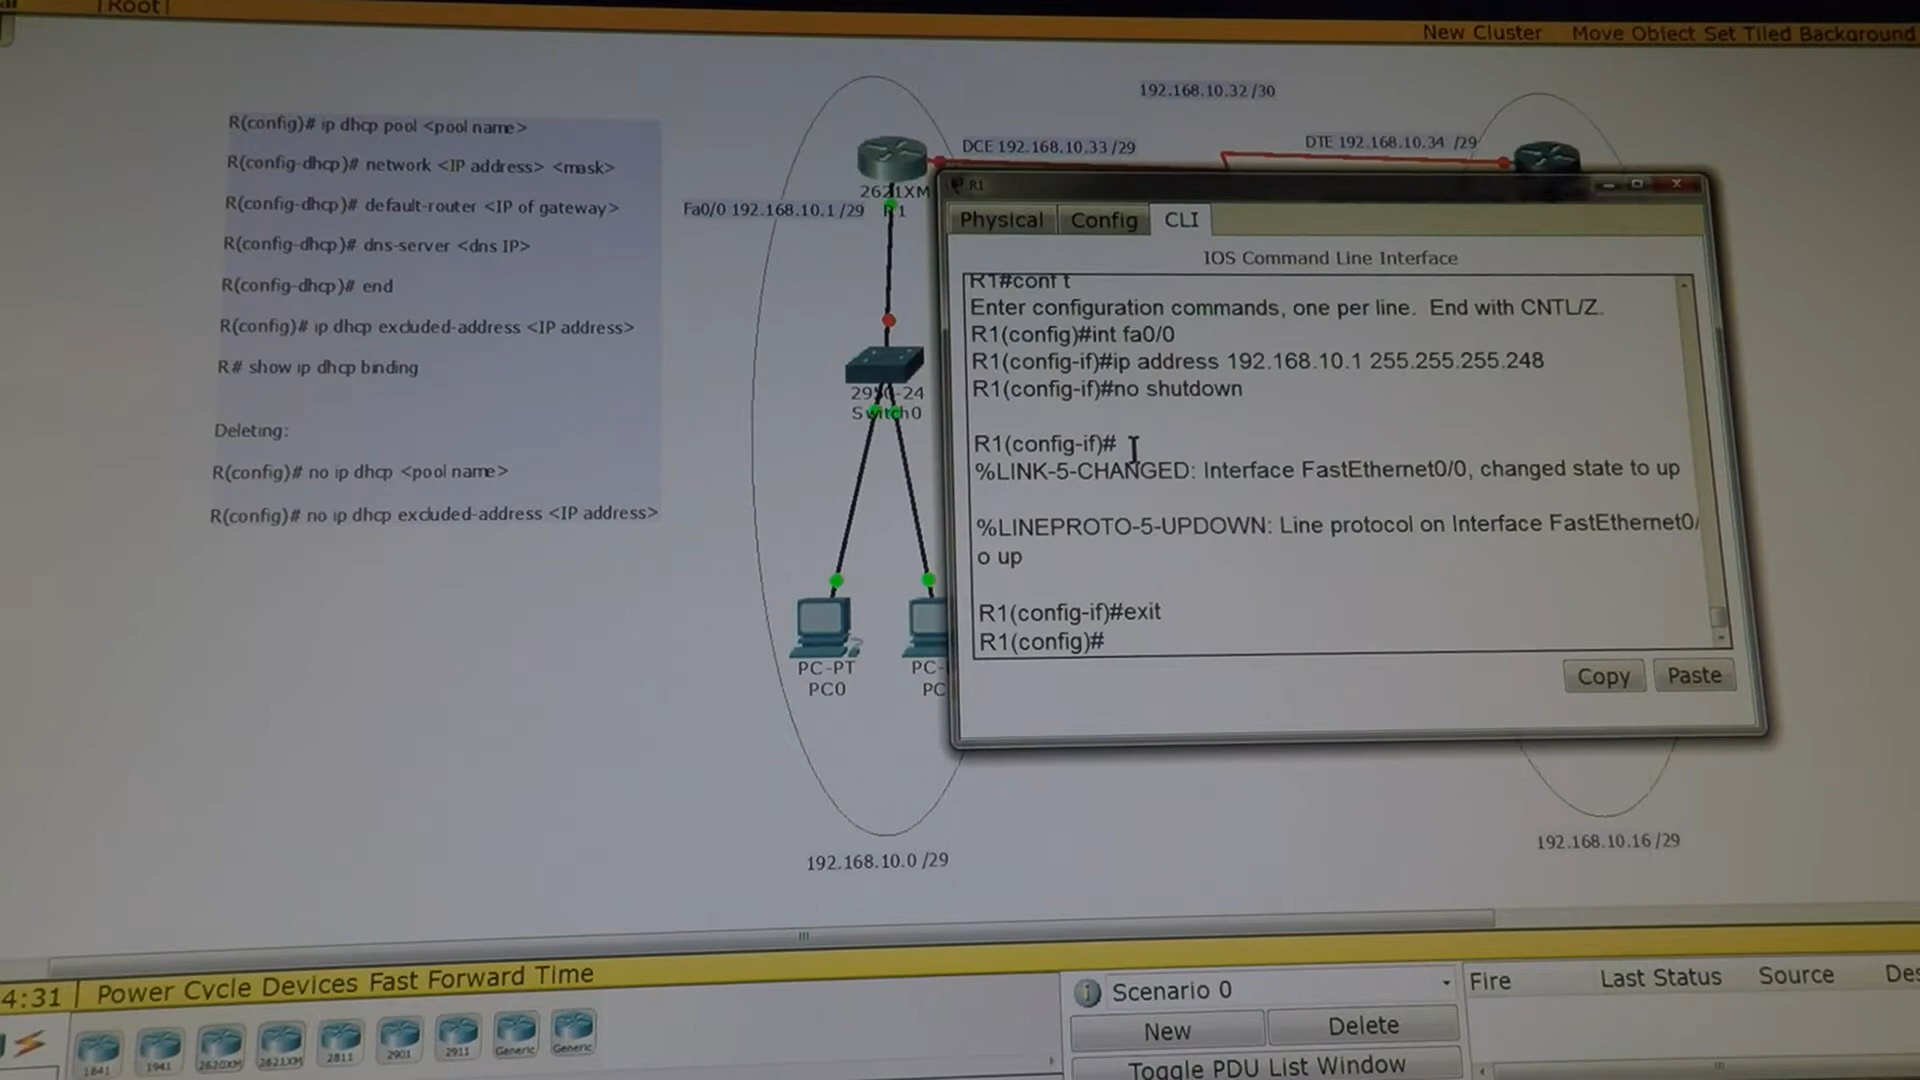 [Root]
New Cluster
Move Object
Set Tiled Background
192.168.10.32 /30
R(config)# ip dhcp pool <pool name>
R(config-dhcp)# network <IP address> <mask>
R(config-dhcp)# default-router <IP of gateway>
R(config-dhcp)# dns-server <dns IP>
R(config-dhcp)# end
R(config)# ip dhcp excluded-address <IP address>
R# show ip dhcp binding
Deleting:
R(config)# no ip dhcp <pool name>
R(config)# no ip dhcp excluded-address <IP address>
DCE 192.168.10.33 /29
DTE 192.168.10.34 /29
2621XM
R1
Fa0/0 192.168.10.1 /29
2950-24
Switch0
PC-PT
PC0
PC-
PC
192.168.10.0 /29
192.168.10.16 /29
R1
Physical
Config
CLI
IOS Command Line Interface
R1#conf t
Enter configuration commands, one per line. End with CNTL/Z.
R1(config)#int fa0/0
R1(config-if)#ip address 192.168.10.1 255.255.255.248
R1(config-if)#no shutdown
R1(config-if)#
%LINK-5-CHANGED: Interface FastEthernet0/0, changed state to up
%LINEPROTO-5-UPDOWN: Line protocol on Interface FastEthernet0/
o up
R1(config-if)#exit
R1(config)#
Copy
Paste
4:31
Power Cycle Devices
Fast Forward Time
1841
1941
2620XM
2621XM
2811
2901
2911
Generic
Generic
Scenario 0
New
Delete
Toggle PDU List Window
Fire
Last Status
Source
Des